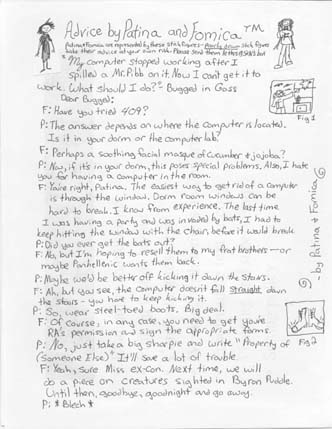 Advice by Patina and Fomica™
Patina & Fomica are represented by these stick figures - poorly drawn stick figures
take their advice at your own risk. Please send them letters @
"My computer stopped working after I
spilled a Mr. Pibb on it. Now I can't get it to
work. What should I do?" - Bugged in Goss
Dear Bugged:
F: Have you tried 409?
P: The answer depends on where the computer is located.
Is it in your dorm or the computer lab?
F: Perhaps a soothing facial masque of cucumber & jojoba?
P: Now, if it's in your dorm, this poses special problems. Also, I hate
you for having a computer in the room.
F: You're right, Patina. The easiest way to get rid of a computer
is through the window. Dorm room windows can
be hard to break. I know from experience. The last time
I was having a party and was invaded by bats, I had to
keep hitting the window with the chair, before it would break.
P: Did you ever get the bats out?
F: No, but I'm hoping to resell them to my frat brothers - or
maybe Panhellenic wants them back.
P: Maybe we'd be better off kicking it down the stairs.
F: Ah, but you see, the computer doesn't fall straight down
the stairs - you have to keep kicking it.
P: So, wear steel-toed boots. Big deal.
F: Of course, in any case, you need to get your
RA's permission and sign the appropriate forms.
P: No, just take a big sharpie and write "Property of
(Someone Else)" It'll save a lot of trouble.
F: Yeah, sure Miss ex-con. Next time, we will
do a piece on creatures sighted in Byron Puddle.
Until then, goodbye, goodnight and go away.
P: *Blech*
Fig 1
- by Patina & Fomica
Fig 2